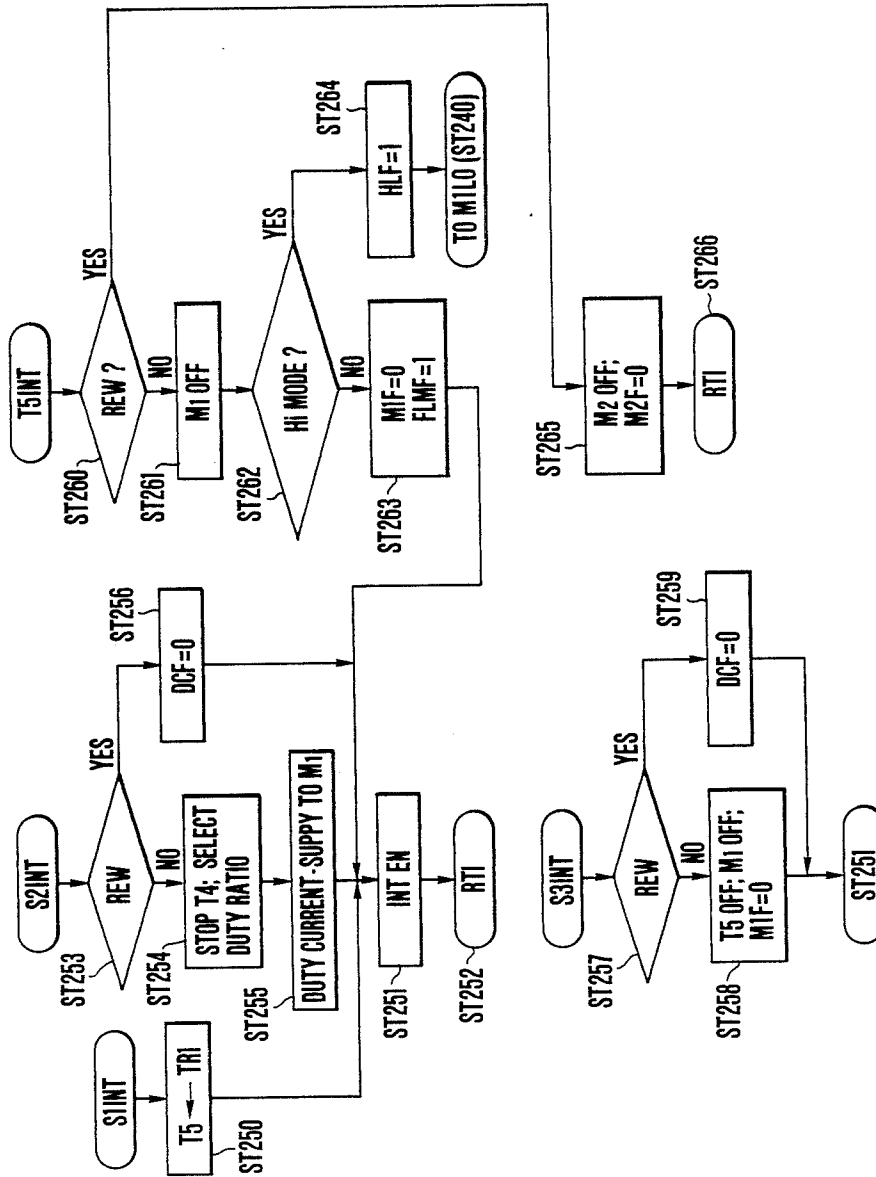 S1INT
T5 ← TR1
ST250
S2INT
REW
ST253
YES
NO
STOP T4; SELECT
DUTY RATIO
ST254
DCF=0
ST256
DUTY CURRENT-SUPPY TO M1
ST255
INT EN
ST251
RTI
ST252
T5INT
REW ?
ST260
YES
NO
M1 OFF
ST261
Hi MODE ?
ST262
YES
NO
HLF=1
ST264
TO M1LO (ST240)
M1F=0
FLMF=1
ST263
S3INT
REW
ST257
YES
NO
T5 OFF; M1 OFF;
M1F=0
ST258
DCF=0
ST259
ST251
M2 OFF;
M2F=0
ST265
RTI
ST266